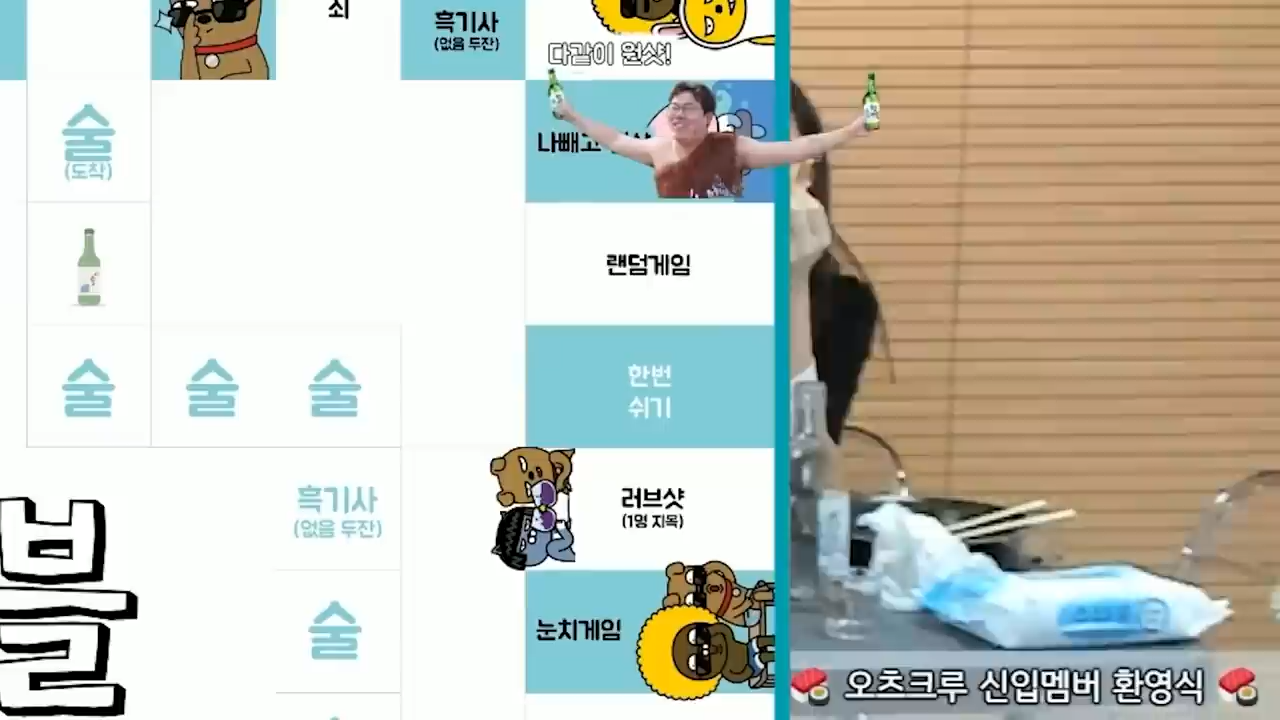 죄
흑기사
(없음 두잔)
다같이 원샷!
술
(도착)
나빼고
랜덤게임
술
술
술
한번
쉬기
흑기사
(없음 두잔)
러브샷
(1명 지목)
블
술
눈치게임
오츠크루 신입멤버 환영식